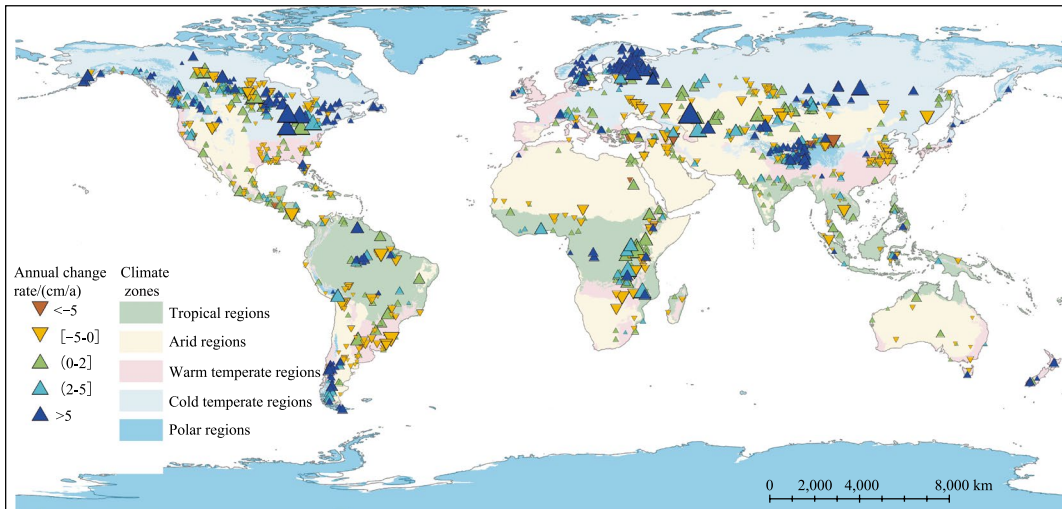 Annual change
rate/(cm/a)
<−5
[−5-0]
(0-2]
(2-5]
>5
Climate
zones
Tropical regions
Arid regions
Warm temperate regions
Cold temperate regions
Polar regions
0 2,000 4,000 8,000 km